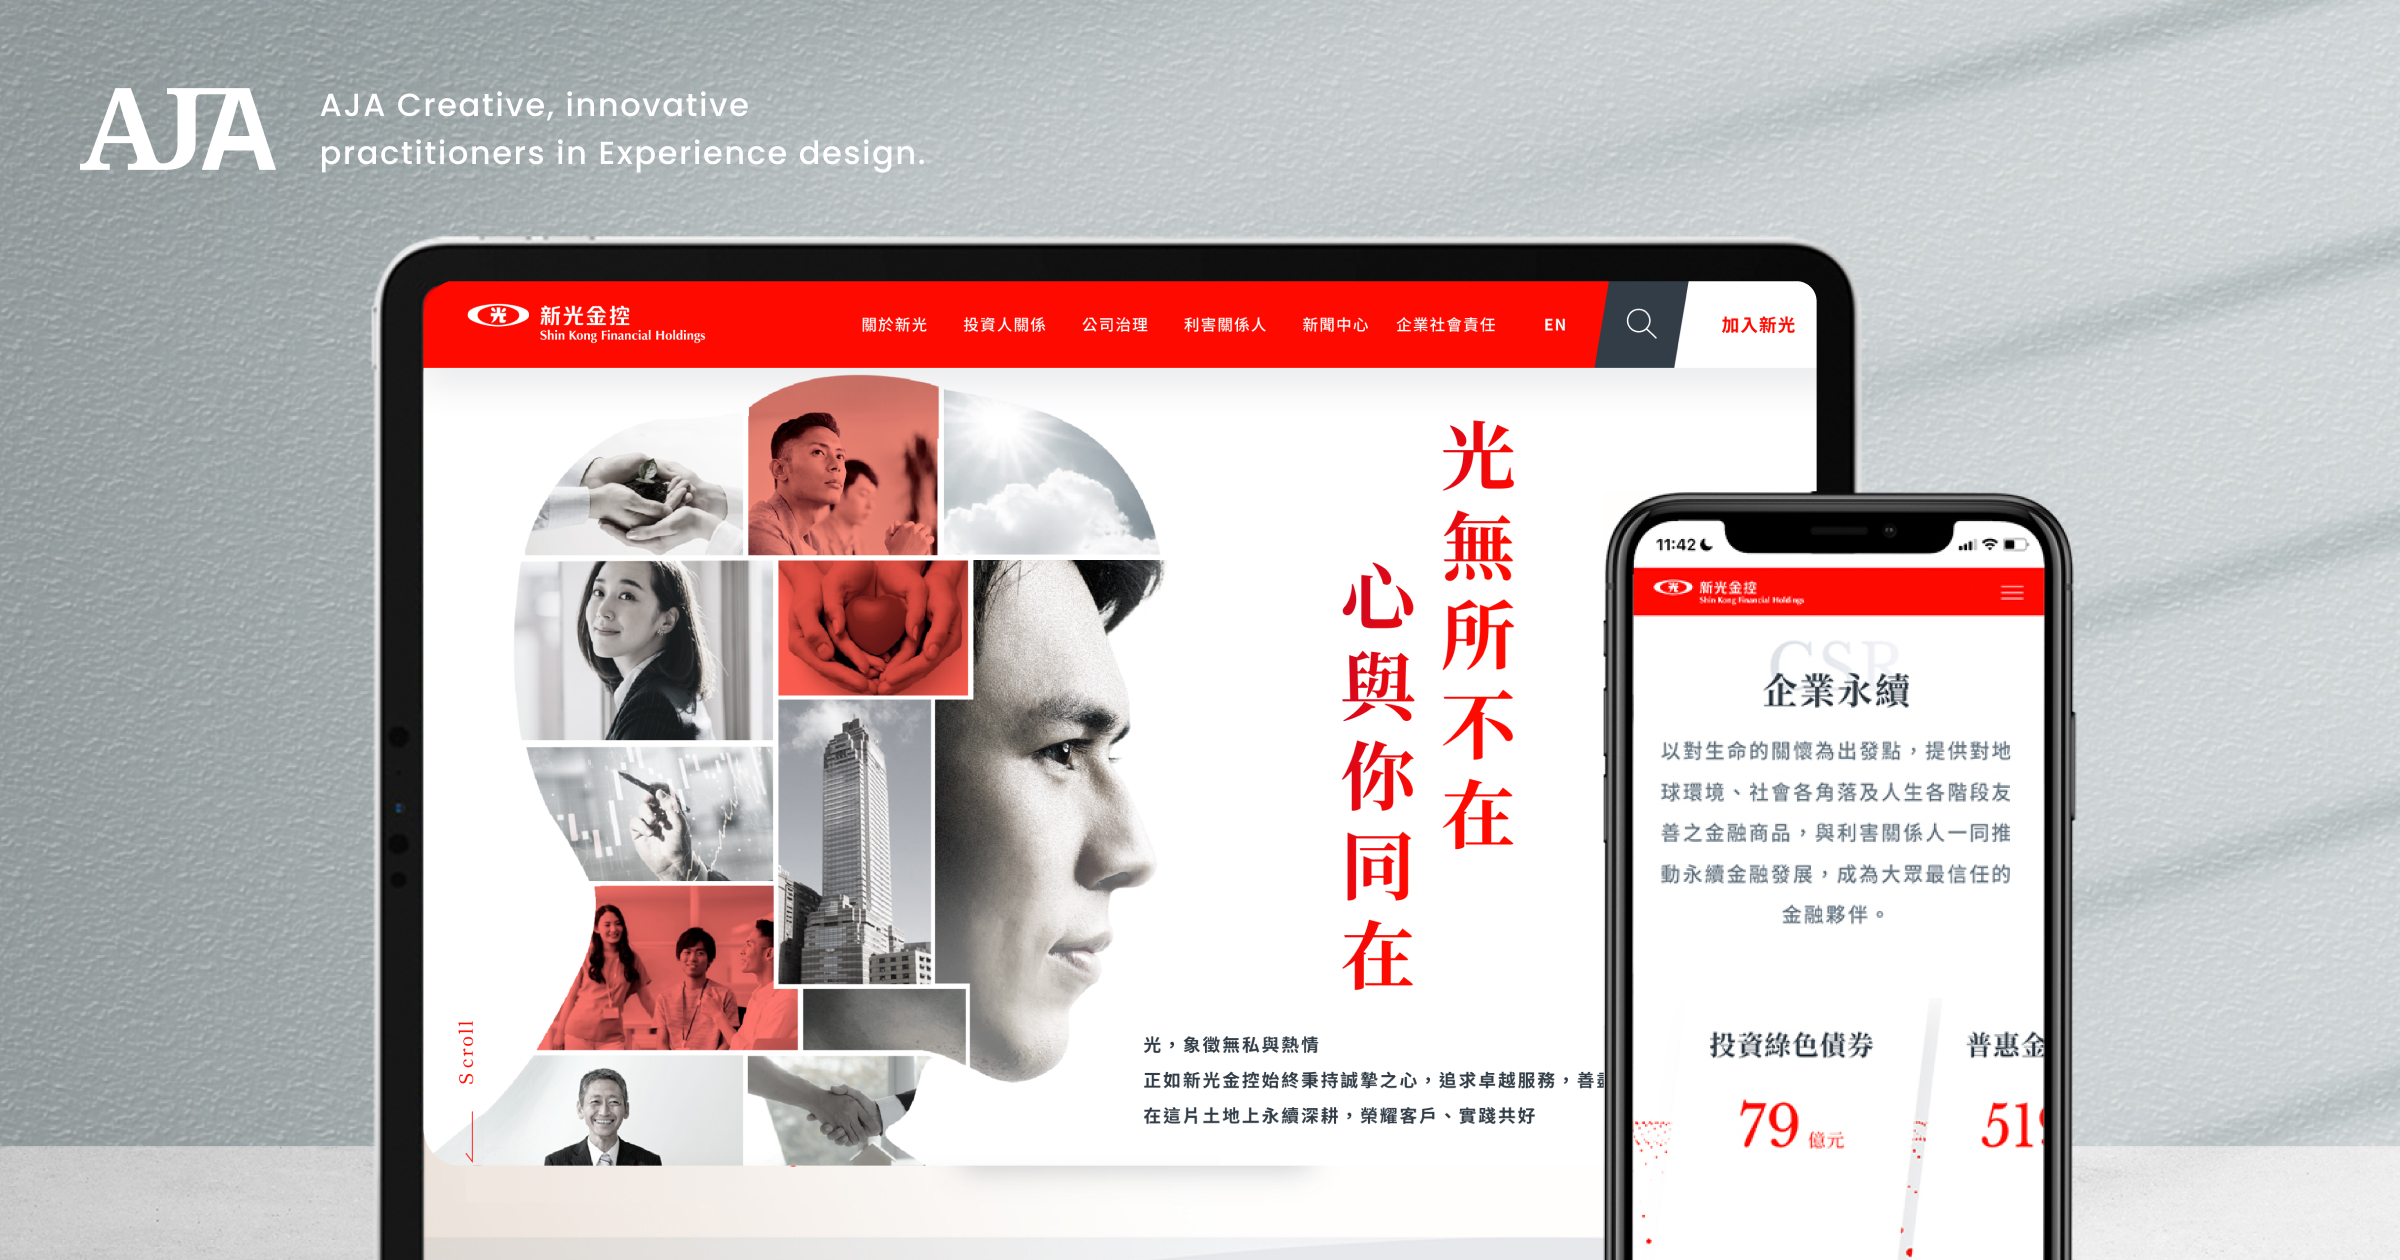 AJA
AJA Creative, innovative
practitioners in Experience design.
光
新光金控
Shin Kong Financial Holdings
關於新光
投資人關係
公司治理
利害關係人
新聞中心
企業社會責任
EN
加入新光
光無所不在
心與你同在
光，象徵無私與熱情
正如新光金控始終秉持誠摯之心，追求卓越服務，善
在這片土地上永續深耕，榮耀客戶、實踐共好
Scroll
11:42
光
新光金控
Shin Kong Financial Holdings
CSR
企業永續
以對生命的關懷為出發點，提供對地
球環境、社會各角落及人生各階段友
善之金融商品，與利害關係人一同推
動永續金融發展，成為大眾最信任的
金融夥伴。
投資綠色債券
79 億元
普惠金
51